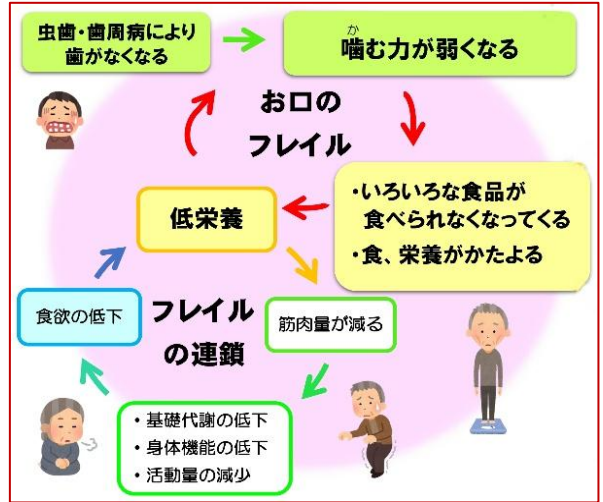 虫歯・歯周病により
歯がなくなる
か
噛む力が弱くなる
お口の
フレイル
・いろいろな食品が
食べられなくなってくる
・食、栄養がかたよる
低栄養
食欲の低下
フレイル
の連鎖
筋肉量が減る
・基礎代謝の低下
・身体機能の低下
・活動量の減少